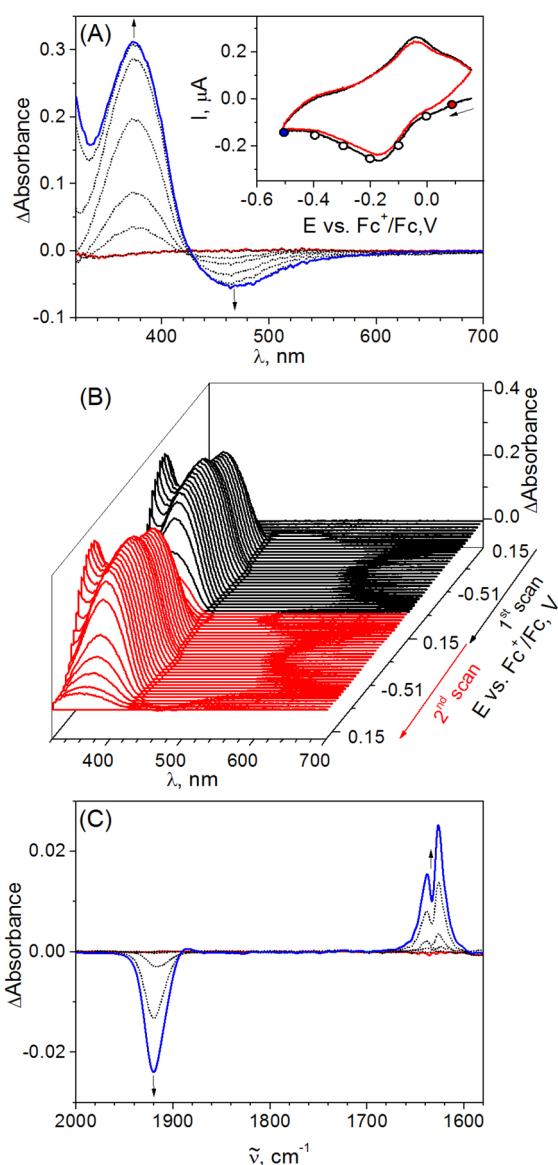 (A)
0.3
0.2
0.1
0.0
-0.1
ΔAbsorbance
400 500 600 700
λ, nm
0.2
0.0
-0.2
I, μA
-0.6 -0.4 -0.2 0.0
E vs. Fc⁺/Fc,V
(B)
0.4
0.2
0.0
ΔAbsorbance
0.15
-0.51
0.15
-0.51
0.15
1ˢᵗ scan
2ⁿᵈ scan
E vs. Fc⁺/Fc, V
400 500 600 700
λ, nm
(C)
0.02
0.00
-0.02
ΔAbsorbance
2000 1900 1800 1700 1600
ṽ, cm⁻¹